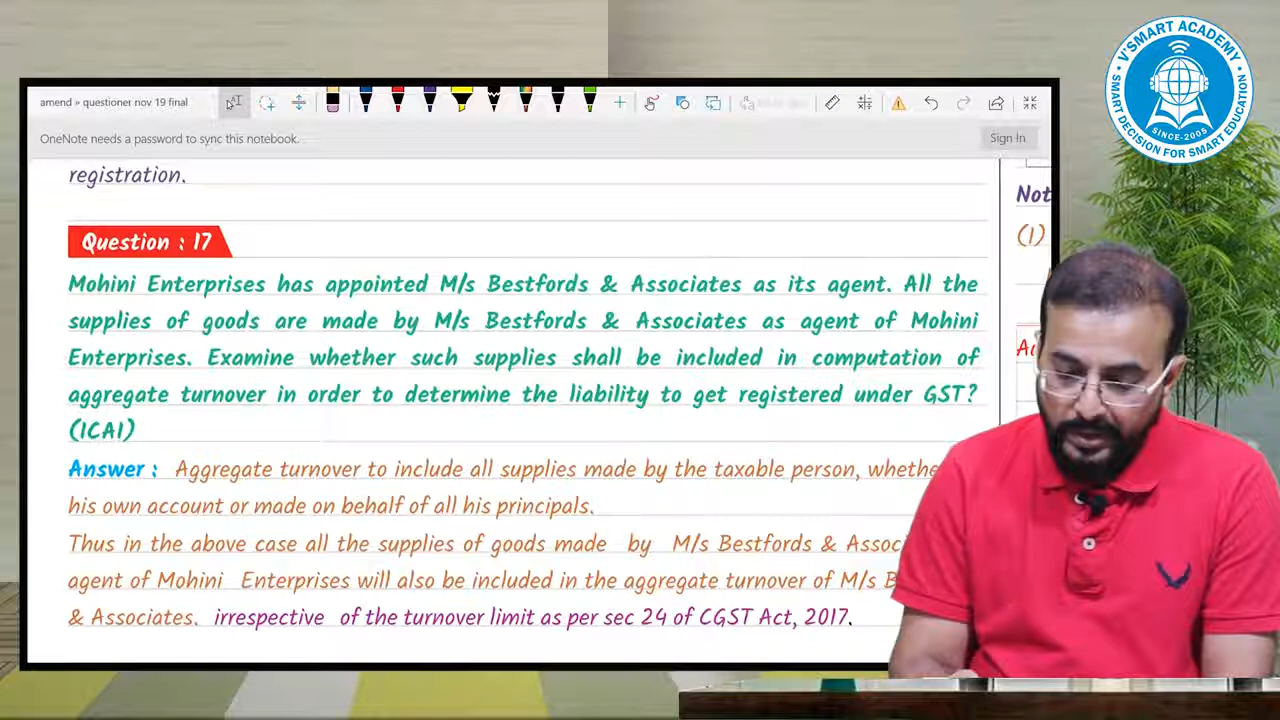 amend » questioner nov 19 final
OneNote needs a password to sync this notebook.
Sign In
registration.
Question : 17
Mohini Enterprises has appointed M/s Bestfords & Associates as its agent. All the
supplies of goods are made by M/s Bestfords & Associates as agent of Mohini
Enterprises. Examine whether such supplies shall be included in computation of
aggregate turnover in order to determine the liability to get registered under GST?
(ICAI)
Answer : Aggregate turnover to include all supplies made by the taxable person,
his own account or made on behalf of all his principals.
Thus in the above case all the supplies of goods made by M/s Bestfords &
agent of Mohini Enterprises will also be included in the aggregate turnover of M/s
& Associates. irrespective of the turnover limit as per sec 24 of CGST Act, 2017.
(1)
V'SMART ACADEMY
SINCE-2005
SMART DECISION FOR SMART EDUCATION